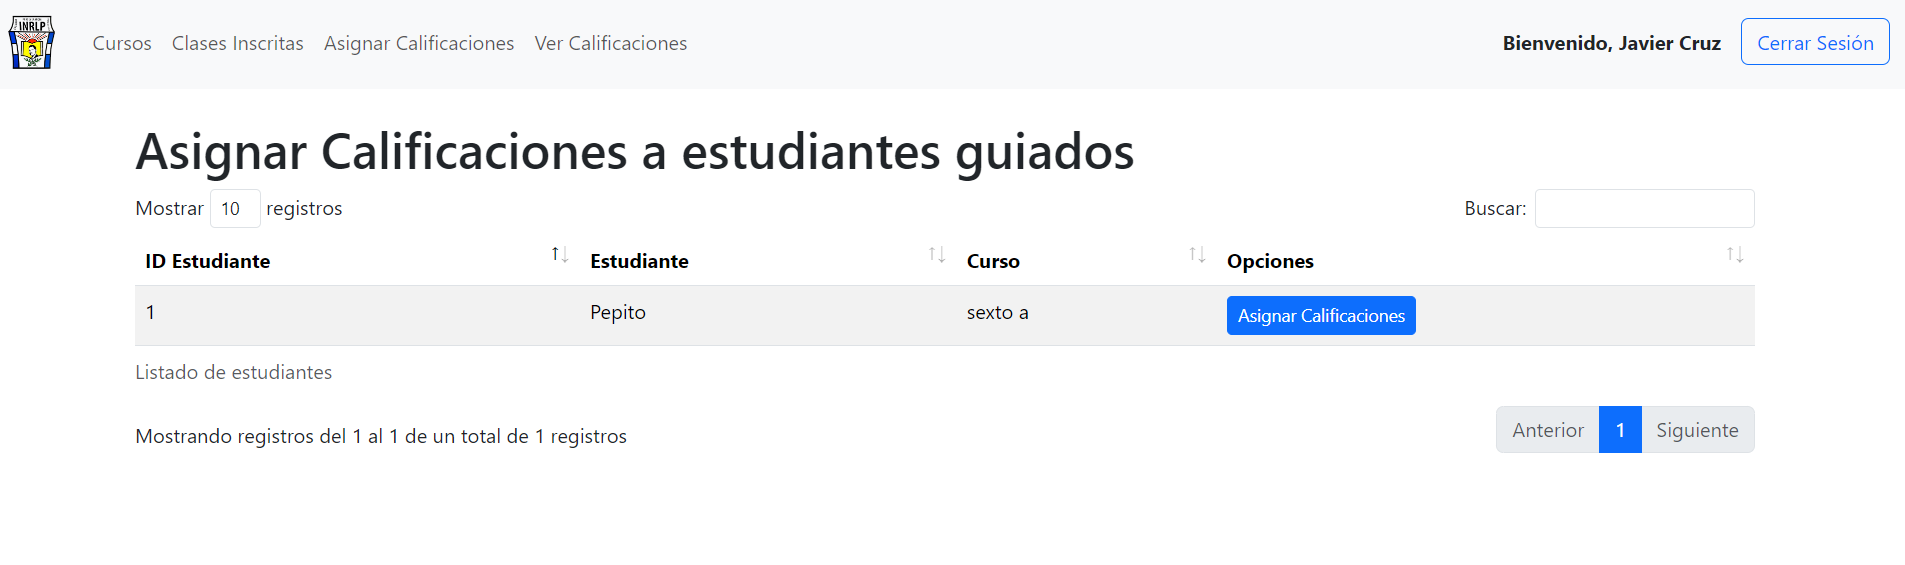 INRLP
Cursos Clases Inscritas Asignar Calificaciones Ver Calificaciones Bienvenido, Javier Cruz Cerrar Sesión
Asignar Calificaciones a estudiantes guiados
Mostrar 10 registros Buscar:
ID Estudiante Estudiante Curso Opciones
1 Pepito sexto a Asignar Calificaciones
Listado de estudiantes
Mostrando registros del 1 al 1 de un total de 1 registros Anterior 1 Siguiente